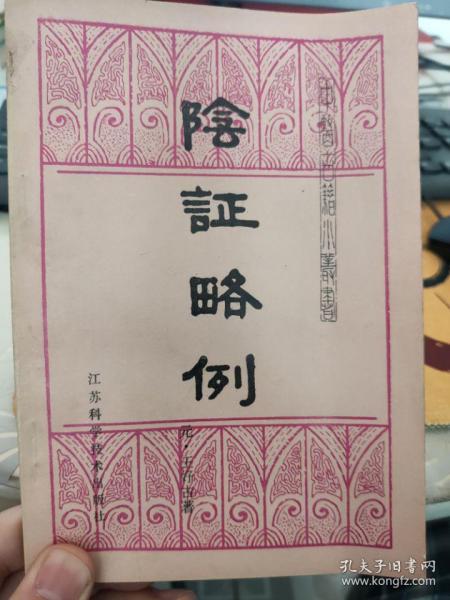 中醫古籍小叢書
陰証略例
元·王好古著
江苏科学技术出版社
孔夫子旧书网
www.kongfz.com